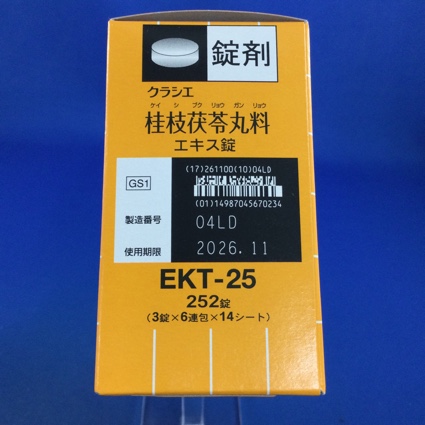 錠剤
クラシエ
ケイ シ ブク リョウ ガン リョウ
桂枝茯苓丸料
エキス錠
(17)261100(10)04LD
GS1
(01)14987045670234
製造番号 04LD
使用期限 2026.11
EKT-25
252錠
(3錠×6連包×14シート)